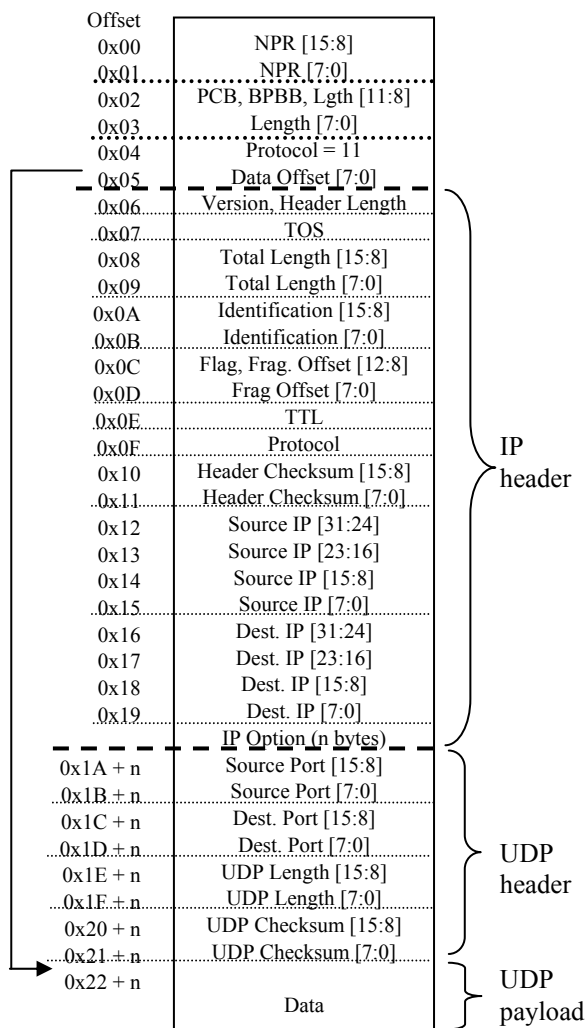 Offset
0x00 NPR [15:8]
0x01 NPR [7:0]
0x02 PCB, BPBB, Lgth [11:8]
0x03 Length [7:0]
0x04 Protocol = 11
0x05 Data Offset [7:0]
0x06 Version, Header Length
0x07 TOS
0x08 Total Length [15:8]
0x09 Total Length [7:0]
0x0A Identification [15:8]
0x0B Identification [7:0]
0x0C Flag, Frag. Offset [12:8]
0x0D Frag Offset [7:0]
0x0E TTL
0x0F Protocol
0x10 Header Checksum [15:8]
0x11 Header Checksum [7:0]
0x12 Source IP [31:24]
0x13 Source IP [23:16]
0x14 Source IP [15:8]
0x15 Source IP [7:0]
0x16 Dest. IP [31:24]
0x17 Dest. IP [23:16]
0x18 Dest. IP [15:8]
0x19 Dest. IP [7:0]
IP Option (n bytes)
IP
header
0x1A + n Source Port [15:8]
0x1B + n Source Port [7:0]
0x1C + n Dest. Port [15:8]
0x1D + n Dest. Port [7:0]
0x1E + n UDP Length [15:8]
0x1F + n UDP Length [7:0]
0x20 + n UDP Checksum [15:8]
0x21 + n UDP Checksum [7:0]
UDP
header
0x22 + n
Data
UDP
payload